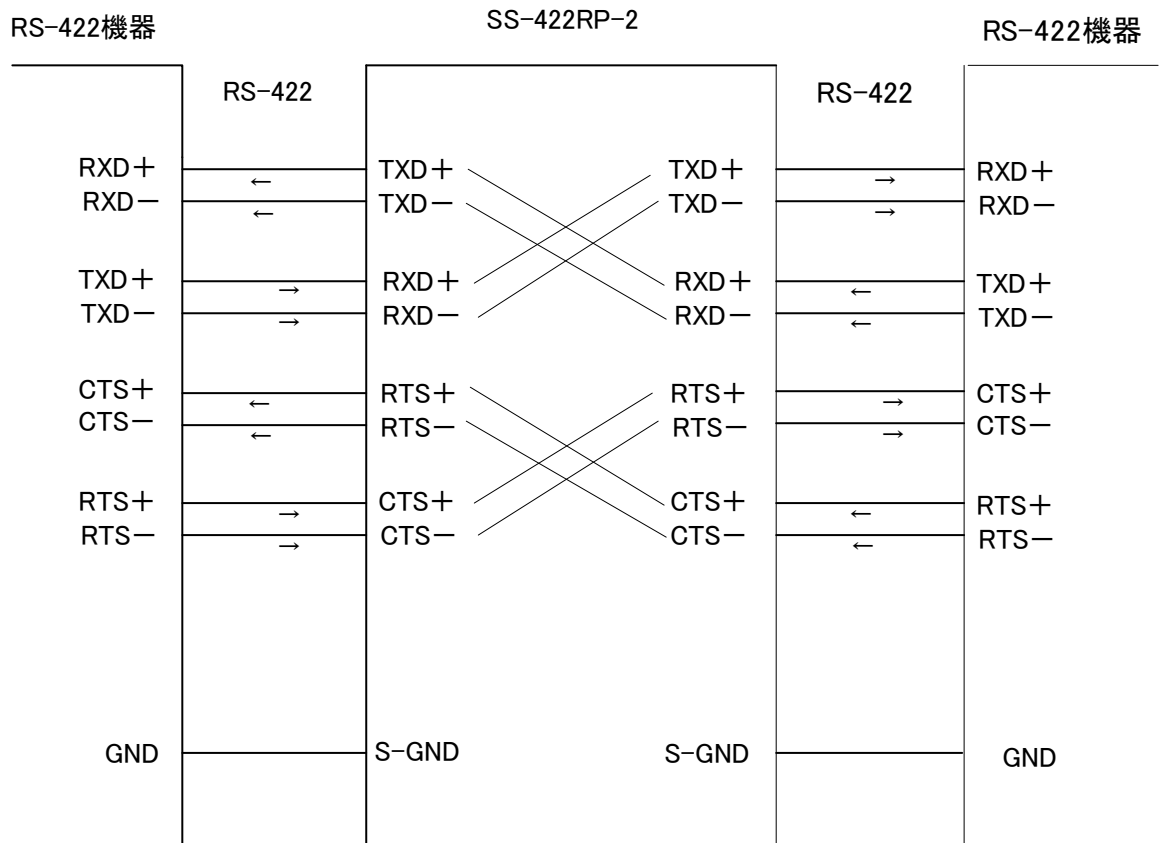 RS-422機器 SS-422RP-2 RS-422機器
RS-422 RS-422
RXD+ ← TXD+ TXD+ → RXD+
RXD- ← TXD- TXD- → RXD-
TXD+ → RXD+ RXD+ ← TXD+
TXD- → RXD- RXD- ← TXD-
CTS+ ← RTS+ RTS+ → CTS+
CTS- ← RTS- RTS- → CTS-
RTS+ → CTS+ CTS+ ← RTS+
RTS- → CTS- CTS- ← RTS-
GND S-GND S-GND GND